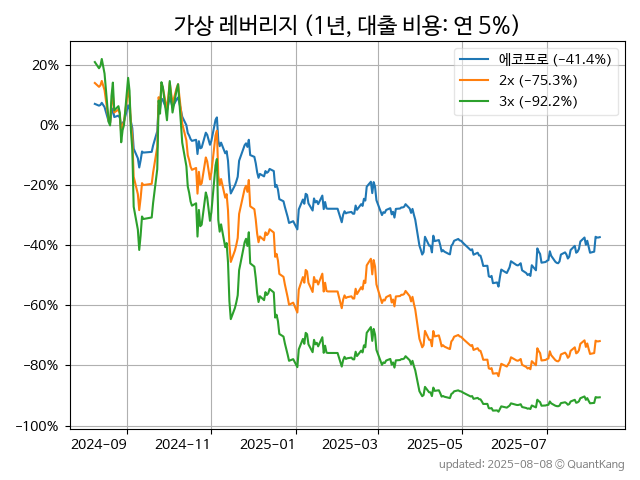 가상 레버리지 (1년, 대출 비용: 연 5%)
에코프로 (−41.4%)
2x (−75.3%)
3x (−92.2%)
20%
0%
−20%
−40%
−60%
−80%
−100%
2024-09
2024-11
2025-01
2025-03
2025-05
2025-07
updated: 2025-08-08 © QuantKang